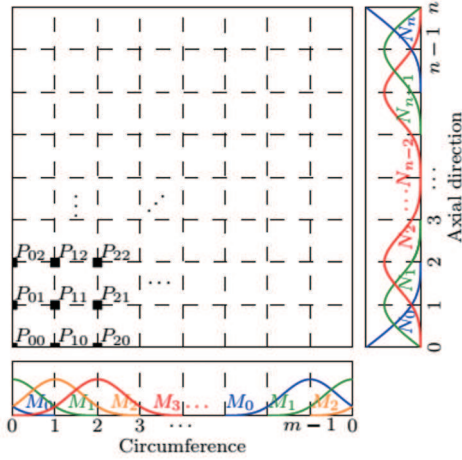 P₀₂ P₁₂ P₂₂
P₀₁ P₁₁ P₂₁
P₀₀ P₁₀ P₂₀
⋮ ⋰
⋯
M₀ M₁ M₂ M₃ ... M₀ M₁ M₂
0 1 2 3 ⋯ m−1 0
Circumference
N₀ N₁ N₂ ... Nₙ₋₂ Nₙ₋₁ Nₙ
0 1 2 3 ⋯ n−1 n
Axial direction